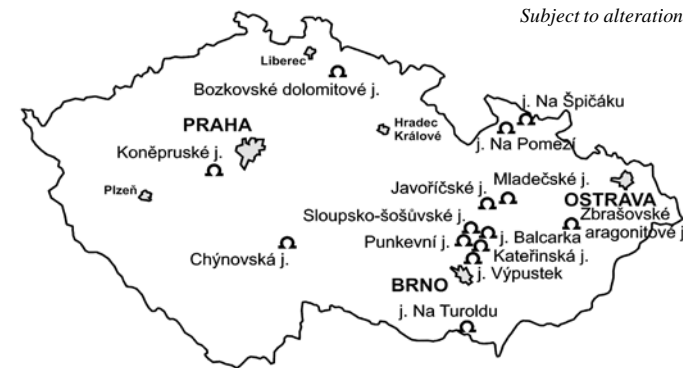 Subject to alteration
Liberec
Bozkovské dolomitové j.
j. Na Špičáku
Hradec
Králové
PRAHA
j. Na Pomezí
Koněpruské j.
Mladečské j.
Plzeň
Javoříčské j.
OSTRAVA
Sloupsko-šošůvské j.
Zbrašovské
aragonitové j.
Punkevní j.
j. Balcarka
Chýnovská j.
Kateřinská j.
j. Výpustek
BRNO
j. Na Turoldu